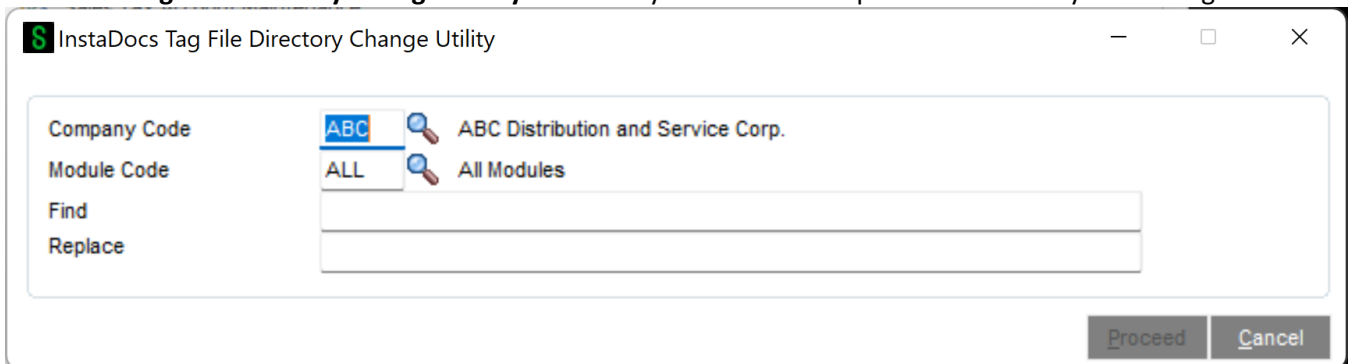 InstaDocs Tag File Directory Change Utility
Company Code ABC ABC Distribution and Service Corp.
Module Code ALL All Modules
Find
Replace
Proceed Cancel